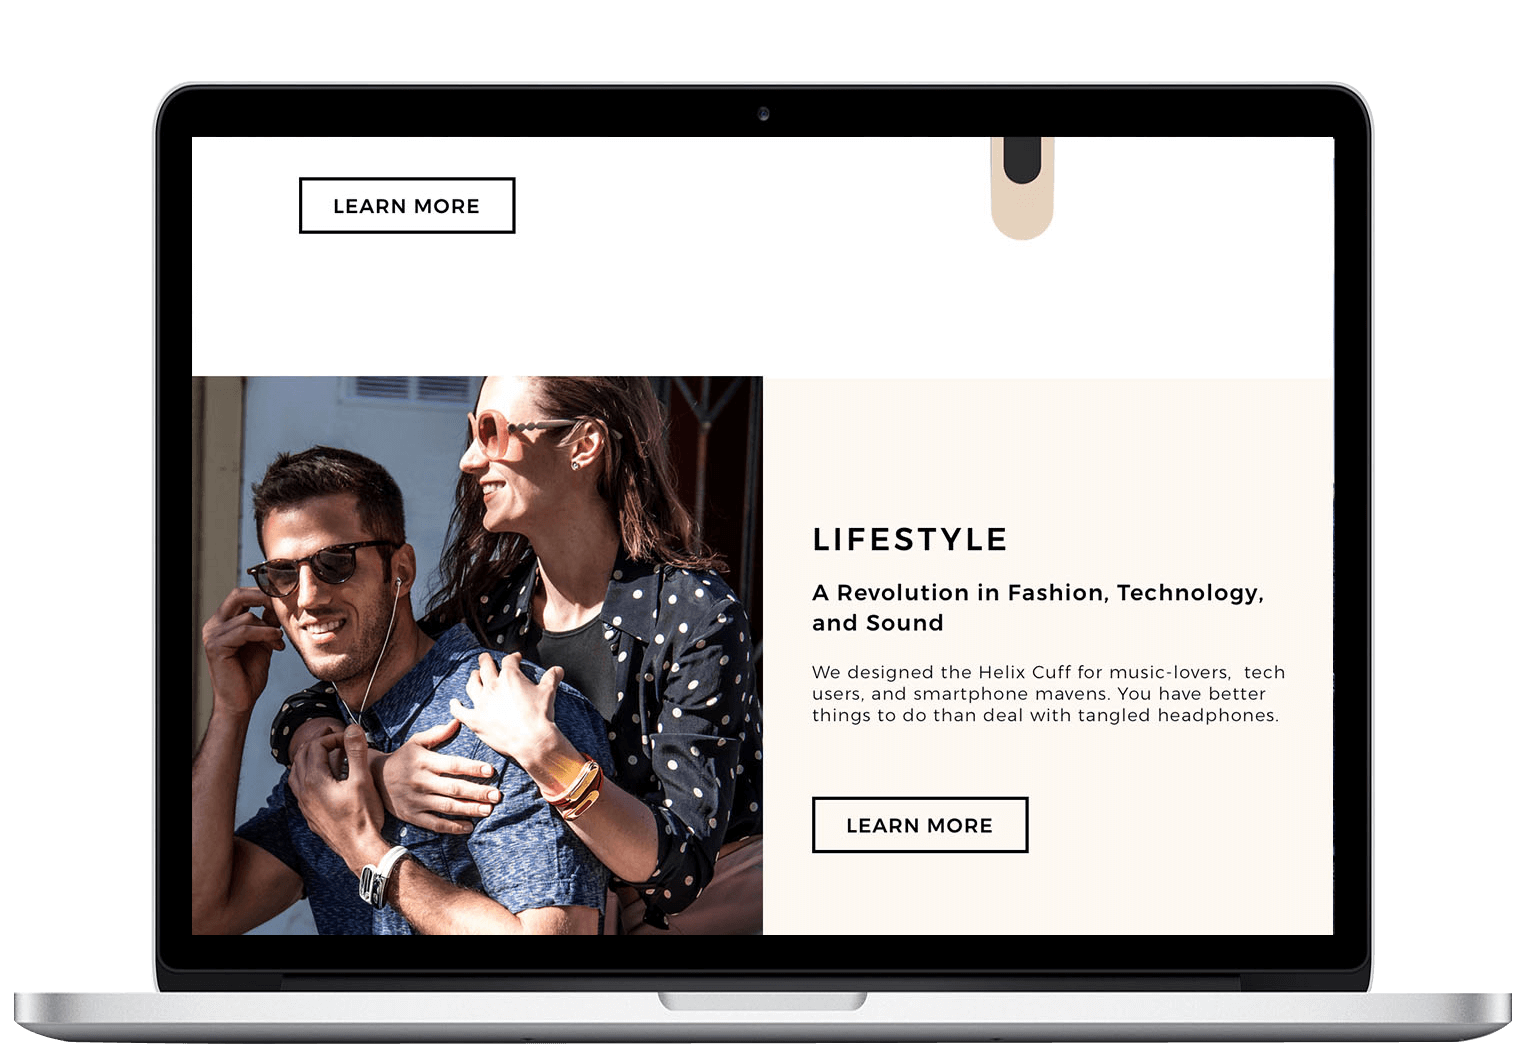 LEARN MORE
LIFESTYLE
A Revolution in Fashion, Technology,
and Sound
We designed the Helix Cuff for music-lovers,  tech
users, and smartphone mavens. You have better
things to do than deal with tangled headphones.
LEARN MORE